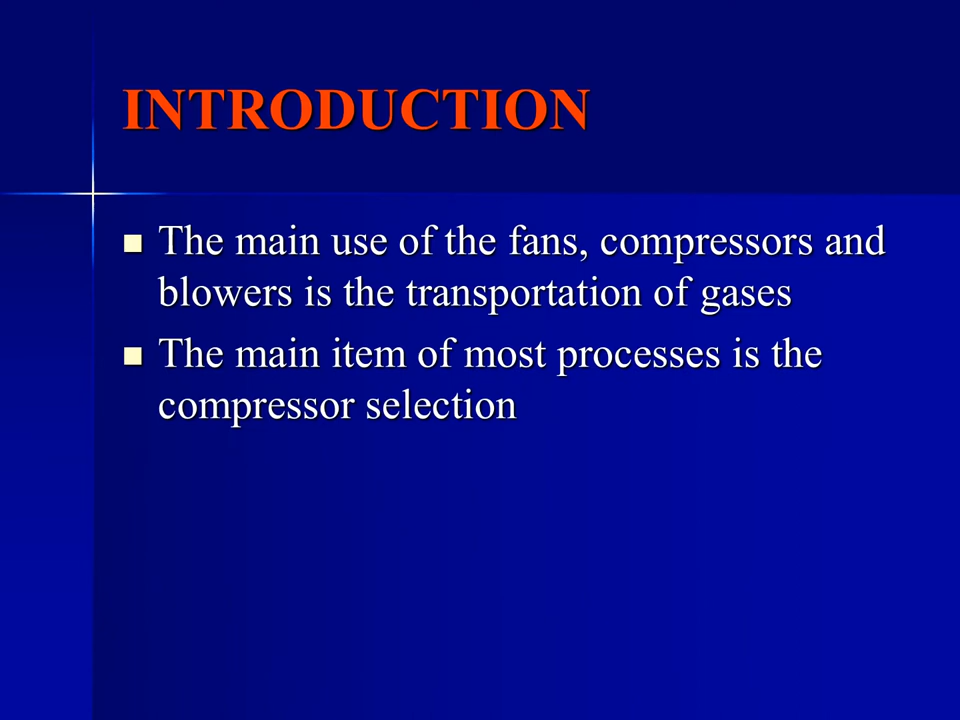 INTRODUCTION
The main use of the fans, compressors and
blowers is the transportation of gases
The main item of most processes is the
compressor selection